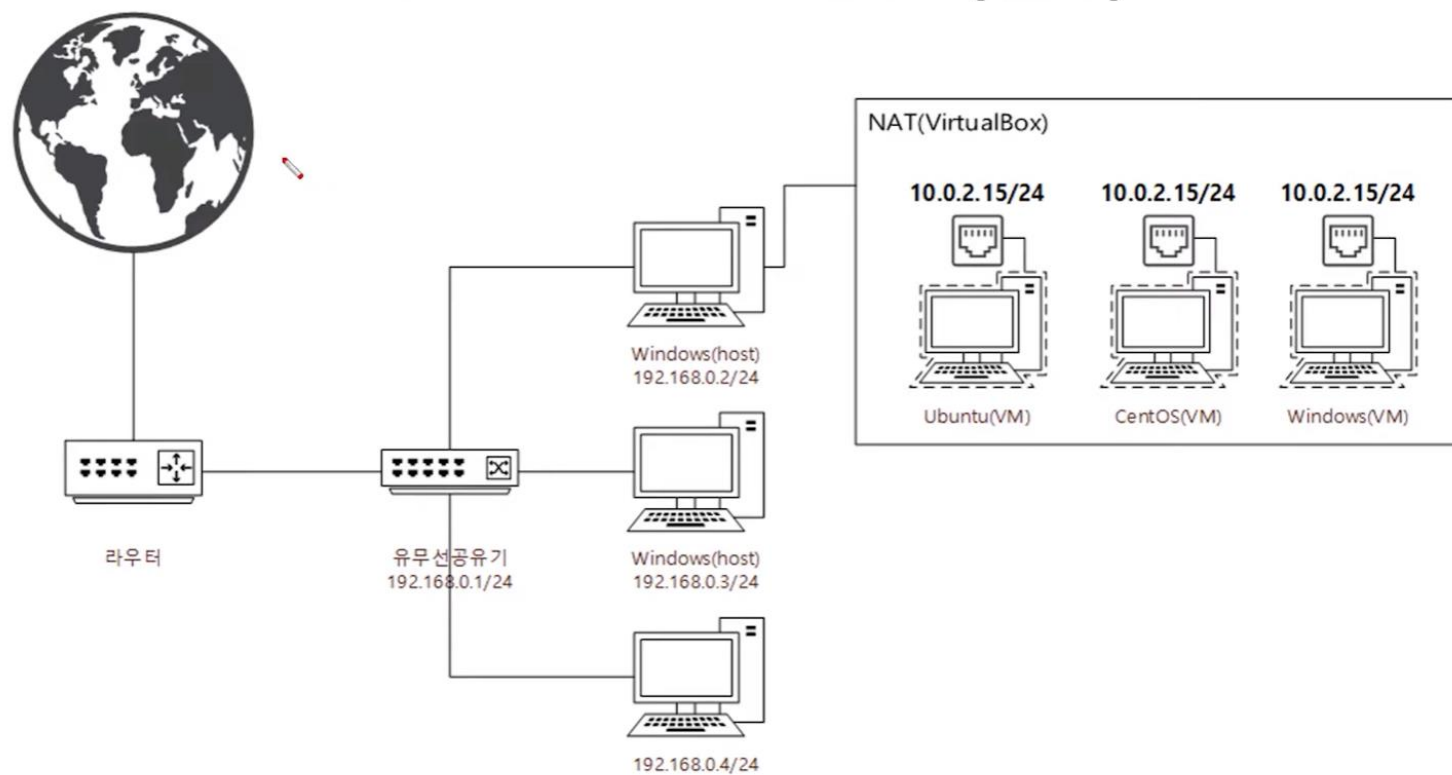 NAT(VirtualBox)
10.0.2.15/24
10.0.2.15/24
10.0.2.15/24
Ubuntu(VM)
CentOS(VM)
Windows(VM)
Windows(host)
192.168.0.2/24
라우터
유무선공유기
192.168.0.1/24
Windows(host)
192.168.0.3/24
192.168.0.4/24